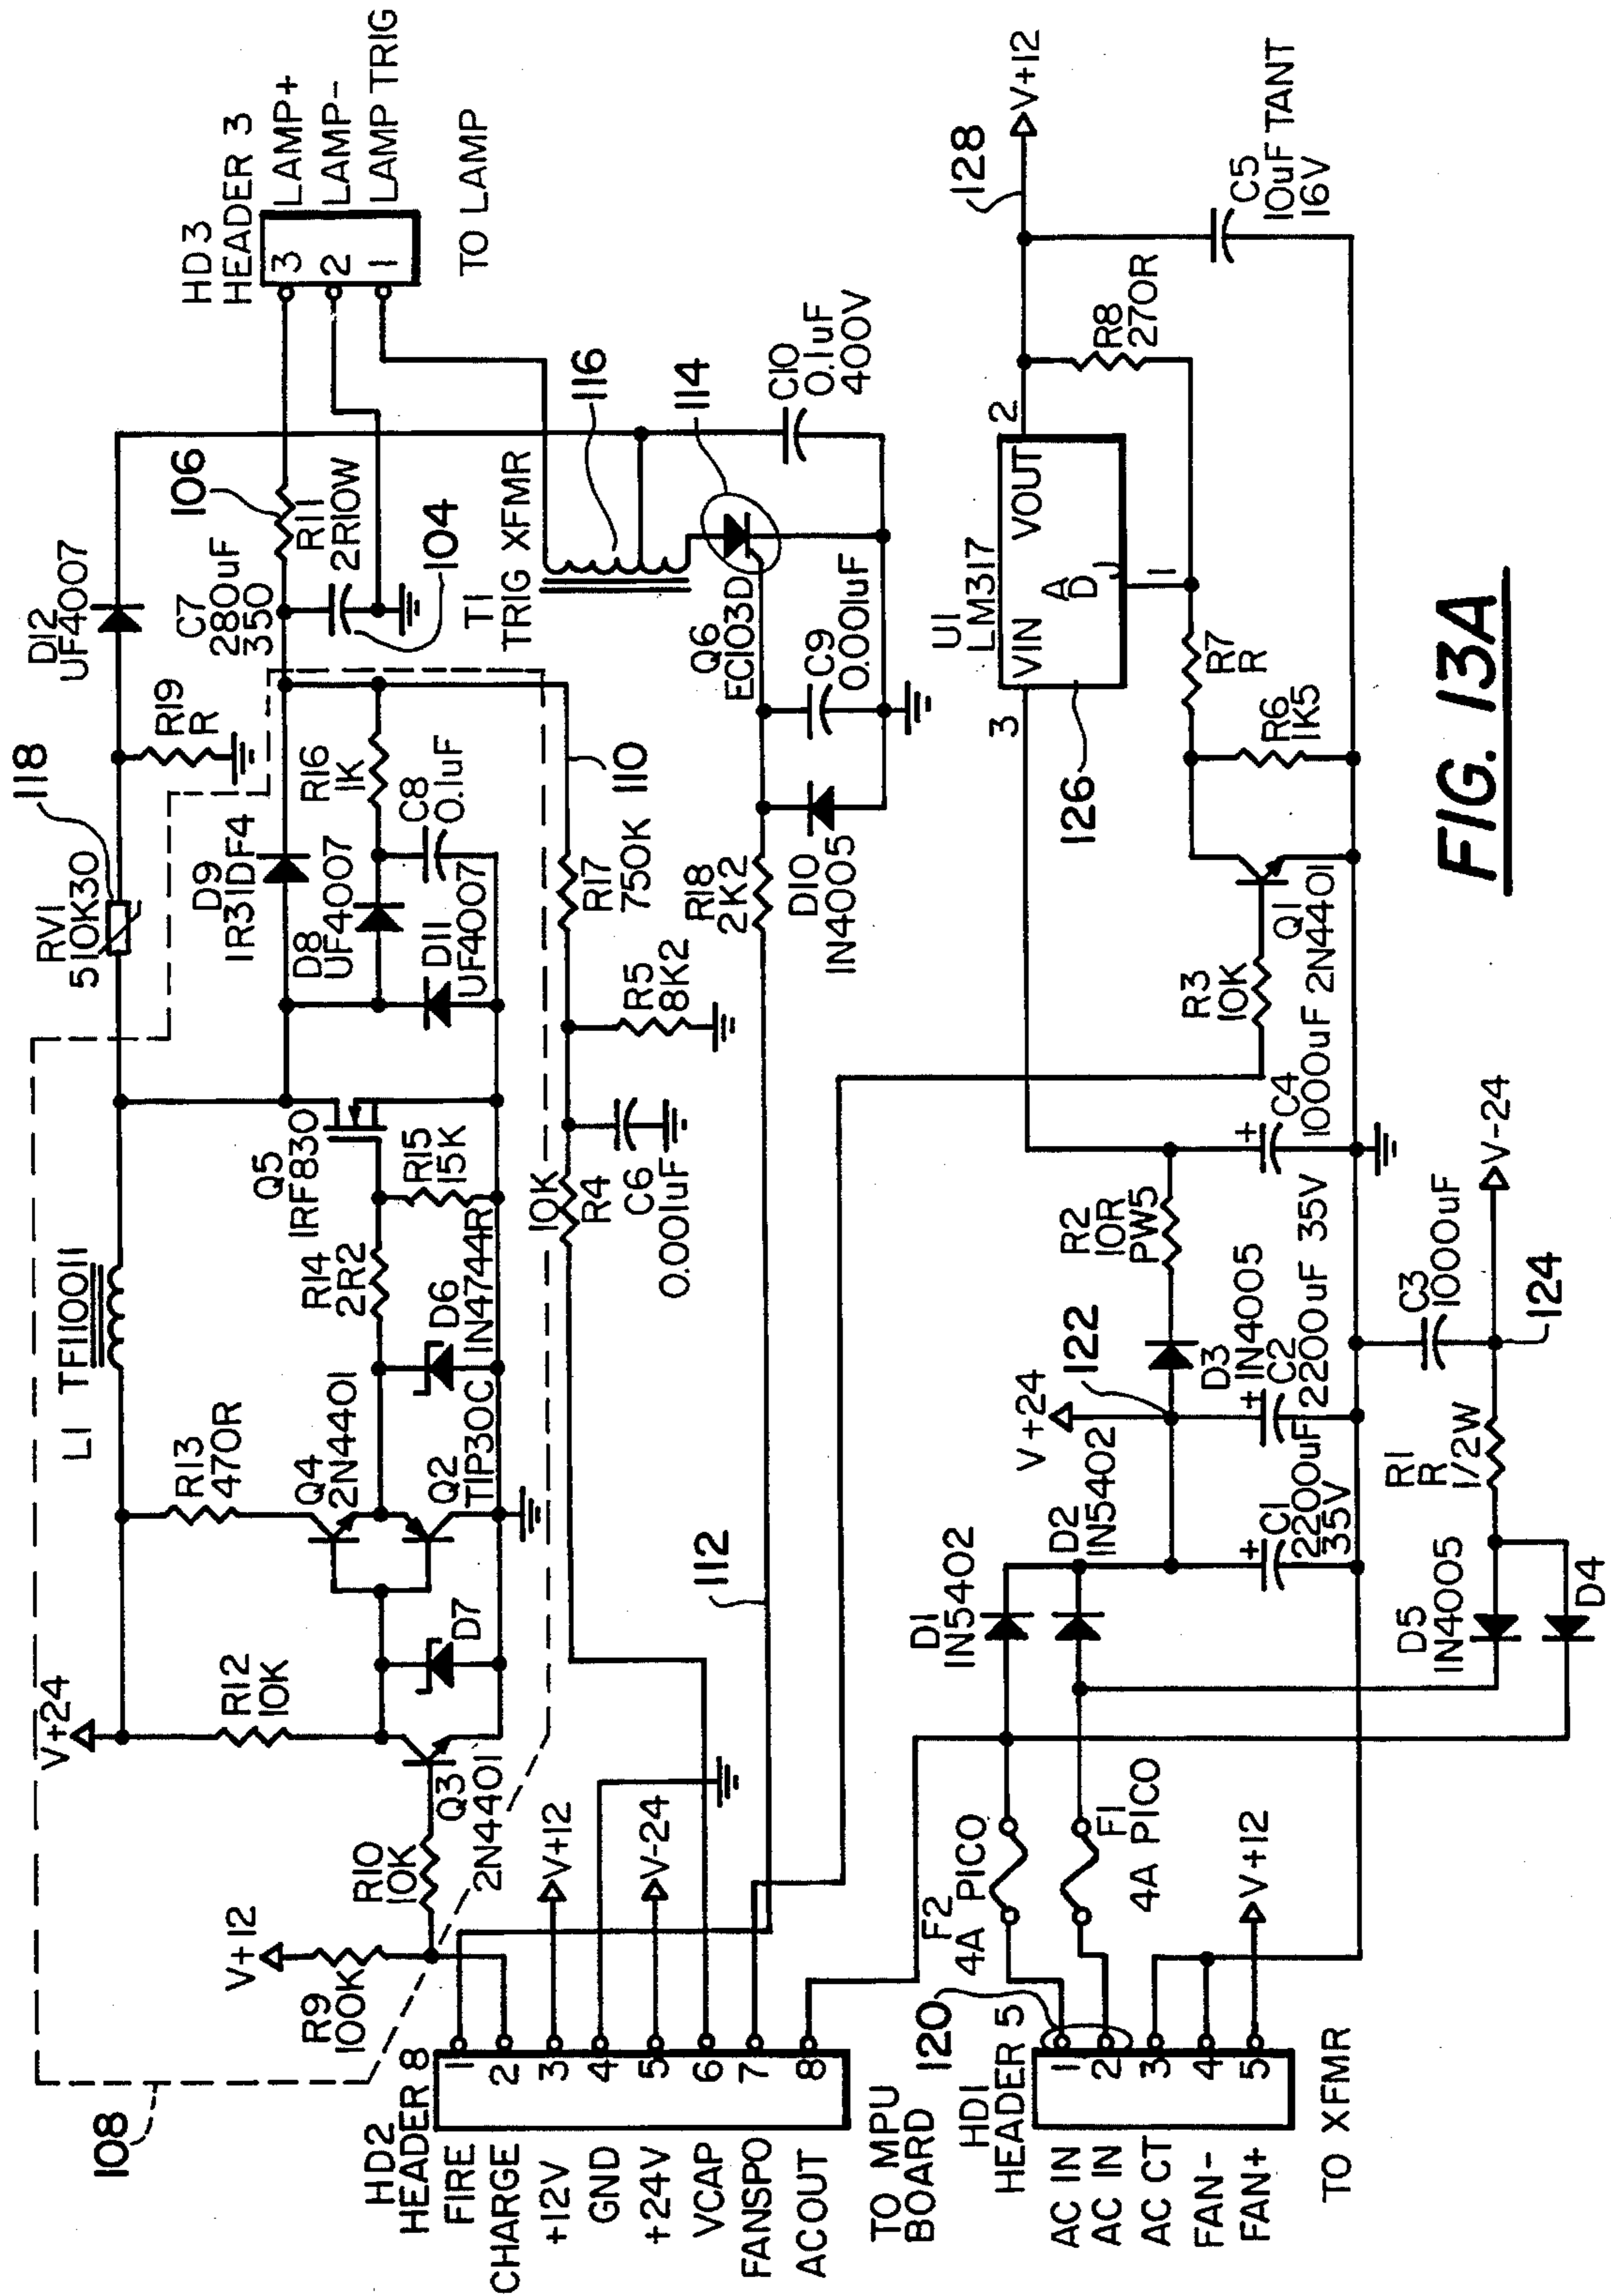 108
L1 TF110011
V+24
R13
470R
R12
10K
Q4
2N4401
Q2
TIP30C
D7
D6
1N4744R
R14
2R2
R15
15K
Q5
IRF830
Q3
2N4401
R10
10K
V+12
R9
100K
RV1
510K30
118
R19
R
D12
UF4007
D9
1R31DF4
D8
UF4007
D11
UF4007
R16
1K
C8
0.1uF
C7
280uF
350
106
R11
2R10W
104
HD3
HEADER 3
3
2
1
LAMP+
LAMP-
LAMP TRIG
TO LAMP
T1
TRIG XFMR
116
114
C10
0.1uF
400V
Q6
EC103D
C9
0.001uF
D10
1N4005
R18
2K2
110
R17
750K
R5
8K2
10K
R4
C6
0.001uF
112
HD2
HEADER 8
FIRE
CHARGE
+12V
GND
+24V
VCAP
FANSPO
ACOUT
1
2
3
4
5
6
7
8
V+12
V-24
TO MPU
BOARD
120
HD1
HEADER 5
AC IN
AC IN
AC CT
FAN-
FAN+
1
2
3
4
5
V+12
TO XFMR
F2
4A PICO
F1
4A PICO
D1
1N5402
D2
1N5402
V+24
122
D3
1N4005
C1
2200uF
35V
C2
2200uF 35V
R2
10R
PW5
C4
1000uF
D5
1N4005
D4
R1
R
1/2W
C3
1000uF
V-24
124
R3
10K
Q1
2N4401
R6
1K5
R7
R
126
U1
LM317
VIN
VOUT
A
D
J
3
2
1
R8
270R
128
V+12
C5
10uF TANT
16V
FIG. 13A